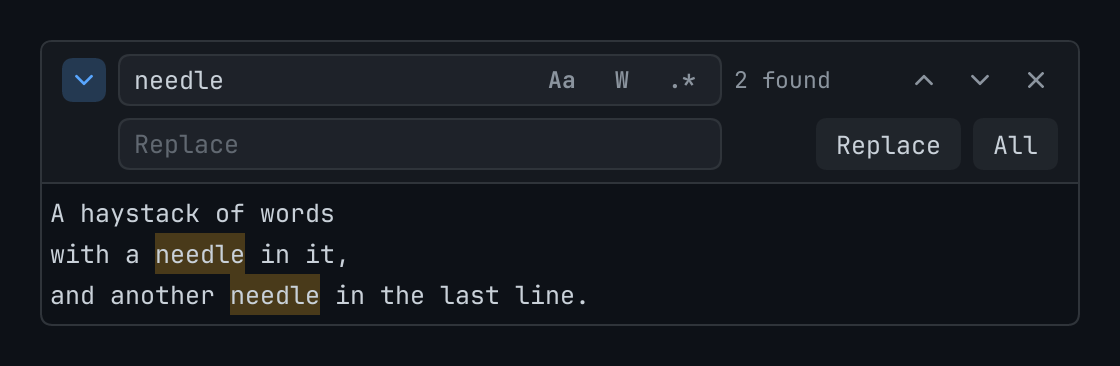 needle Aa W .* 2 found
Replace Replace All
A haystack of words
with a needle in it,
and another needle in the last line.